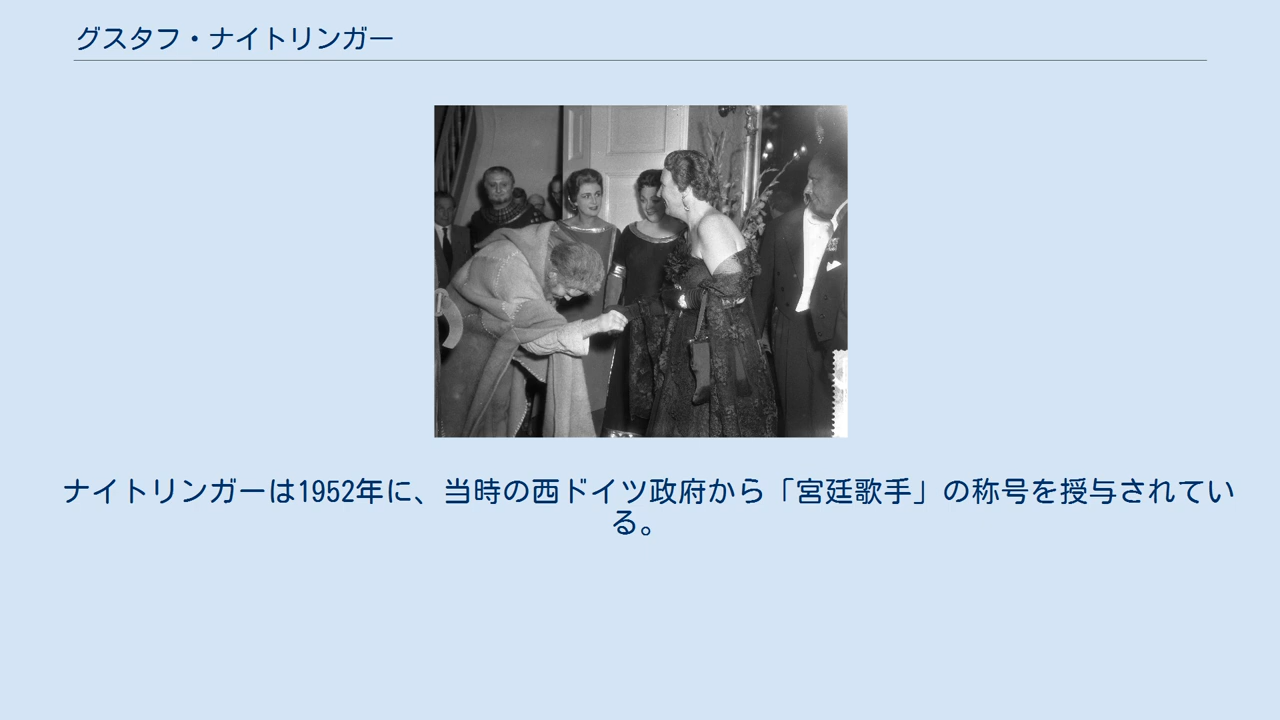 グスタフ・ナイトリンガー
ナイトリンガーは1952年に、当時の西ドイツ政府から「宮廷歌手」の称号を授与されてい
る。